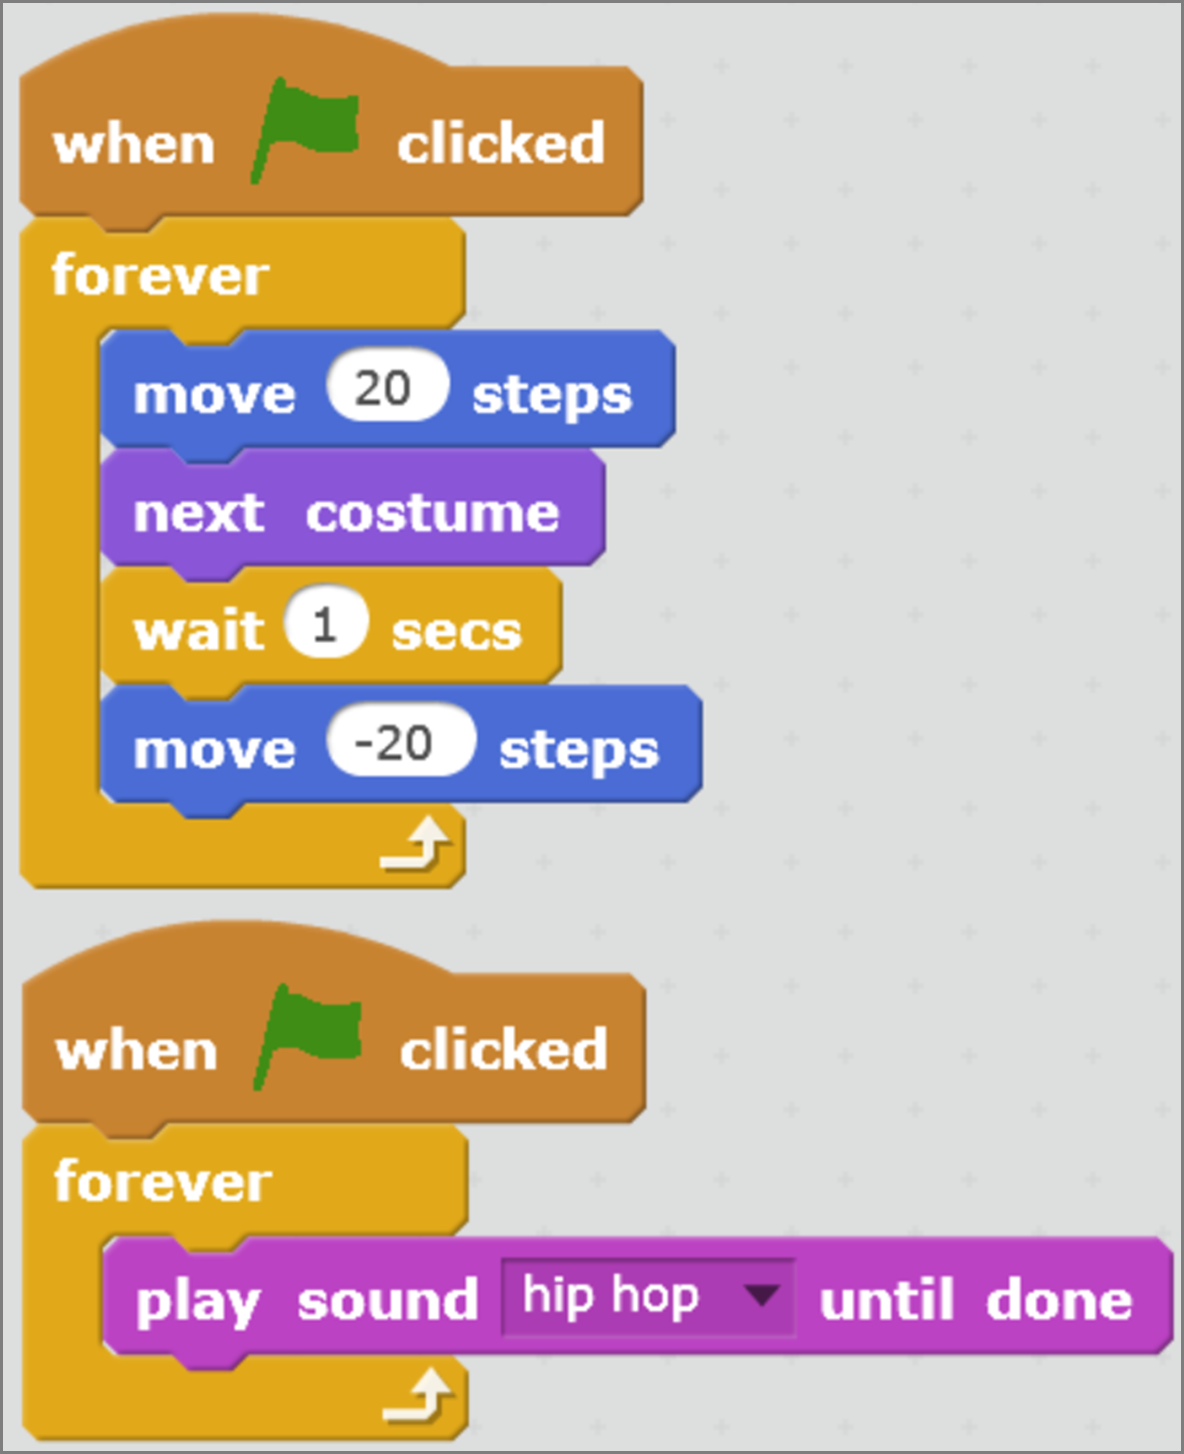 when clicked
forever
move 20 steps
next costume
wait 1 secs
move -20 steps
when clicked
forever
play sound hip hop until done